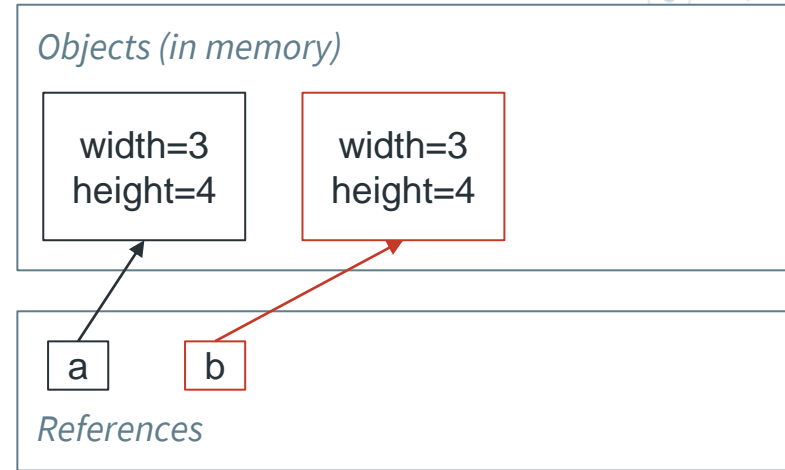 Objects (in memory)
width=3
height=4
width=3
height=4
a
b
References